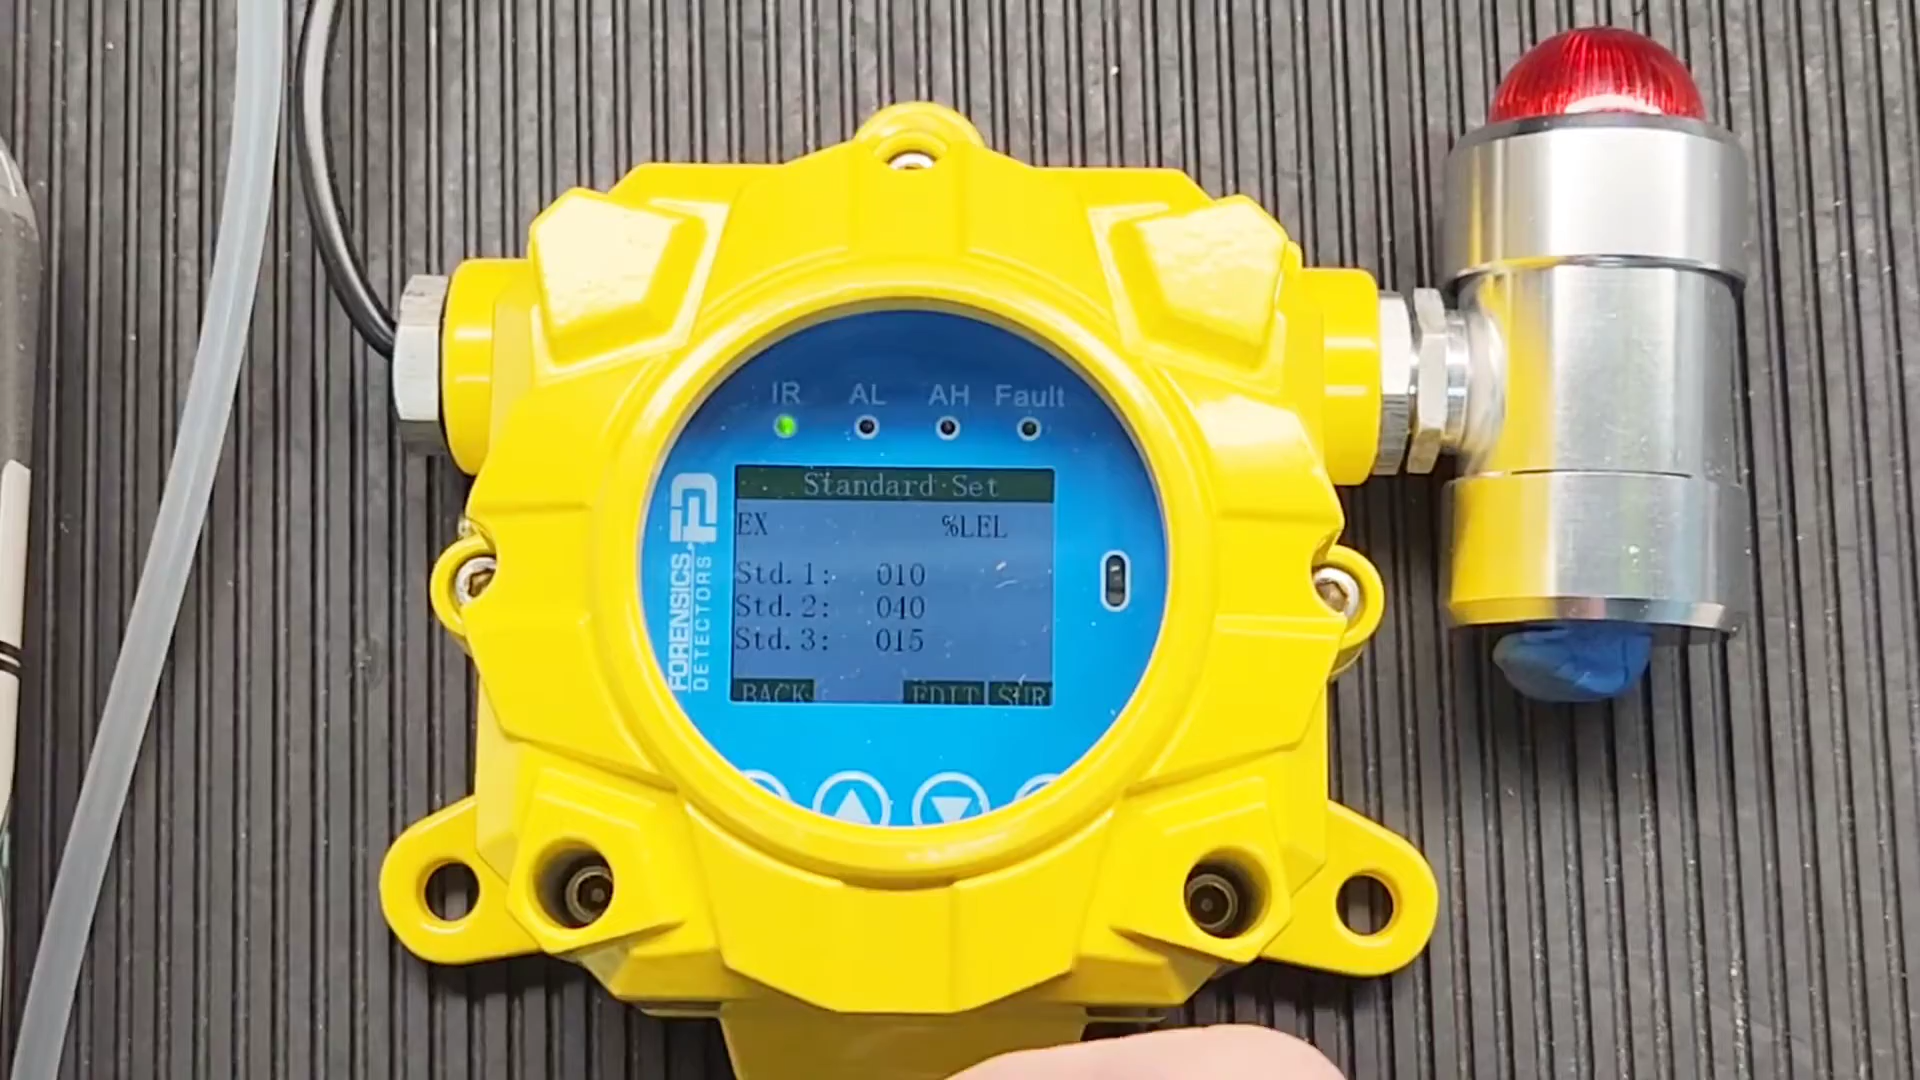 IR AL AH Fault
Standard Set
EX %LEL
Std.1: 010
Std.2: 040
Std.3: 015
BACK EDIT SUR
FORENSICS
DETECTORS